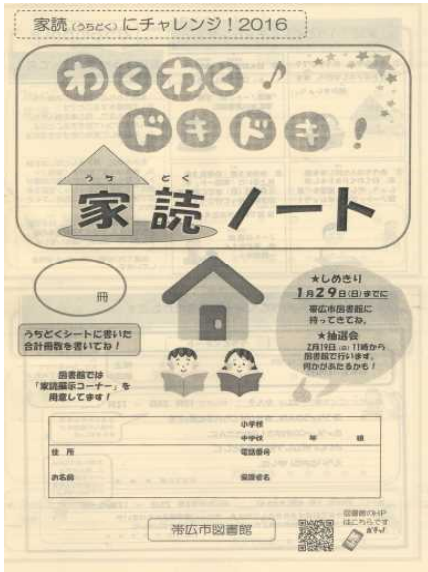 家読(うちどく)にチャレンジ！2016
わくわく♪
ドキドキ！
うちどく
家読ノート
冊
うちどくシートに書いた
合計冊数を書いてね！
図書館では
「家読展示コーナー」を
用意してます！
★しめきり
1月29日(日)までに
帯広市図書館に
持ってきてね。
★抽選会
2月19日(日)11時から
図書館で行います。
何かがあたるかも！
小学校
中学校 年 組
住所 電話番号
お名前 保護者名
帯広市図書館
図書館のHP
はこちらです